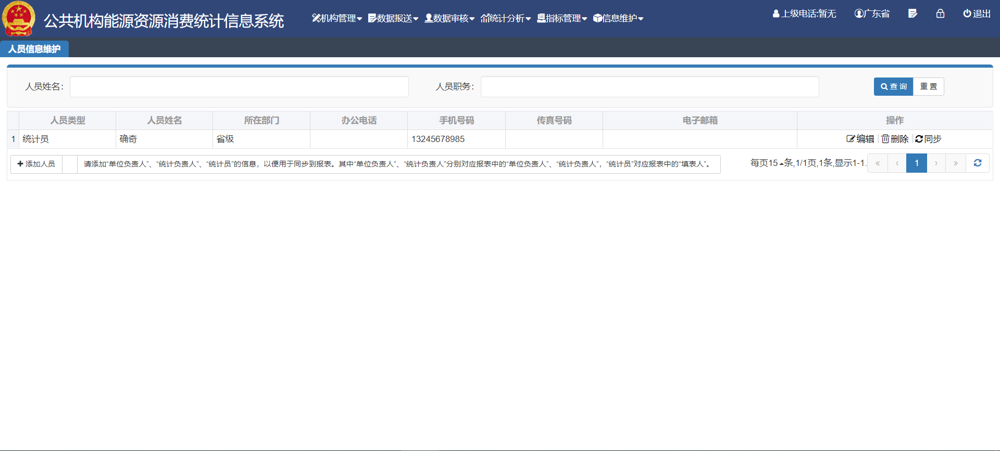 公共机构能源资源消费统计信息系统
机构管理 数据报送 数据审核 统计分析 指标管理 信息维护
上级电话:暂无 广东省 退出
人员信息维护
人员姓名： 人员职务： 查 询 重 置
人员类型 人员姓名 所在部门 办公电话 手机号码 传真号码 电子邮箱 操作
1 统计员 确奇 省级 13245678985 编辑 删除 同步
添加人员 请添加“单位负责人”、“统计负责人”、“统计员”的信息，以便用于同步到报表。其中“单位负责人”、“统计负责人”分别对应报表中的“单位负责人”、“统计负责人”，“统计员”对应报表中的“填表人”。 每页15条,1/1页,1条,显示1-1. « ‹ 1 › »